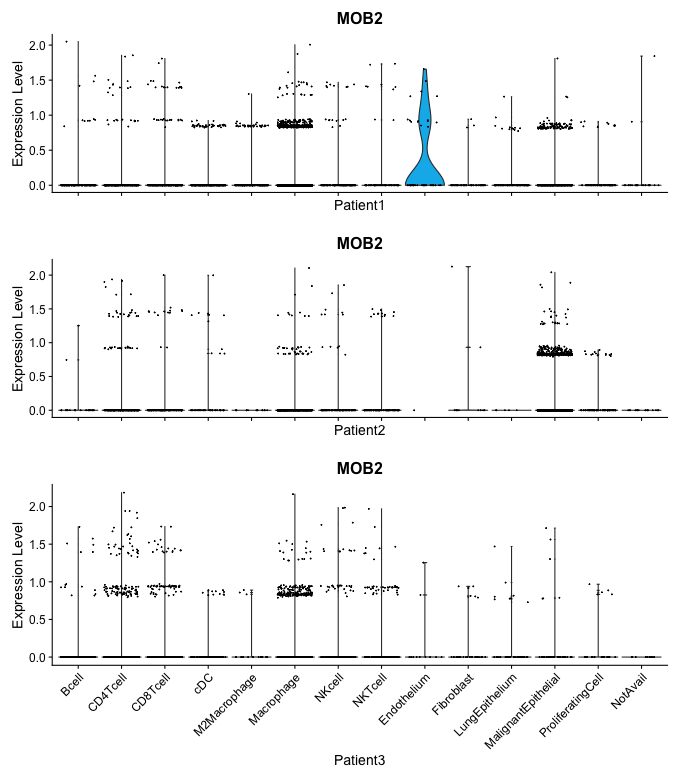 MOB2
Expression Level
2.0
1.5
1.0
0.5
0.0
Patient1
MOB2
Expression Level
2.0
1.5
1.0
0.5
0.0
Patient2
MOB2
Expression Level
2.0
1.5
1.0
0.5
0.0
Bcell
CD4Tcell
CD8Tcell
cDC
M2Macrophage
Macrophage
NKcell
NKTcell
Endothelium
Fibroblast
LungEpithelium
MalignantEpithelial
ProliferatingCell
NotAvail
Patient3